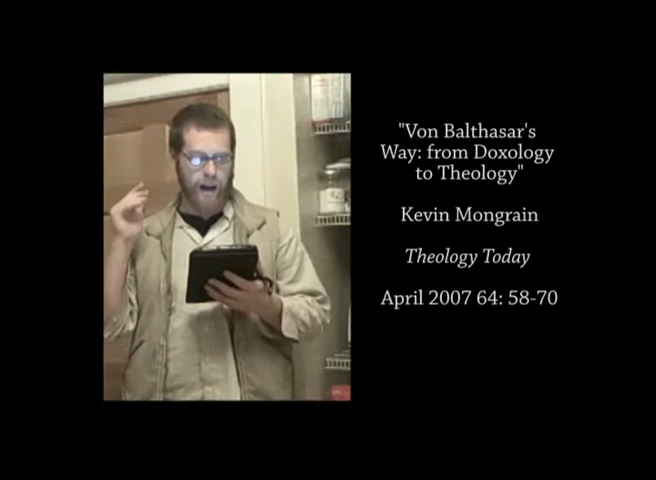 "Von Balthasar's
Way: from Doxology
to Theology"
Kevin Mongrain
Theology Today
April 2007 64: 58-70